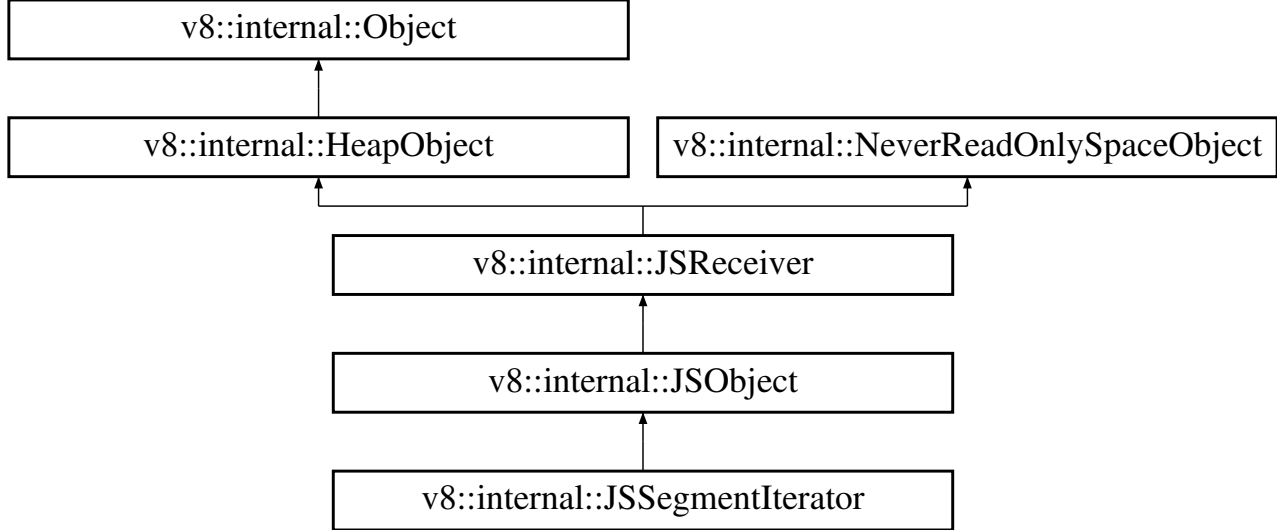 v8::internal::Object
v8::internal::HeapObject
v8::internal::NeverReadOnlySpaceObject
v8::internal::JSReceiver
v8::internal::JSObject
v8::internal::JSSegmentIterator